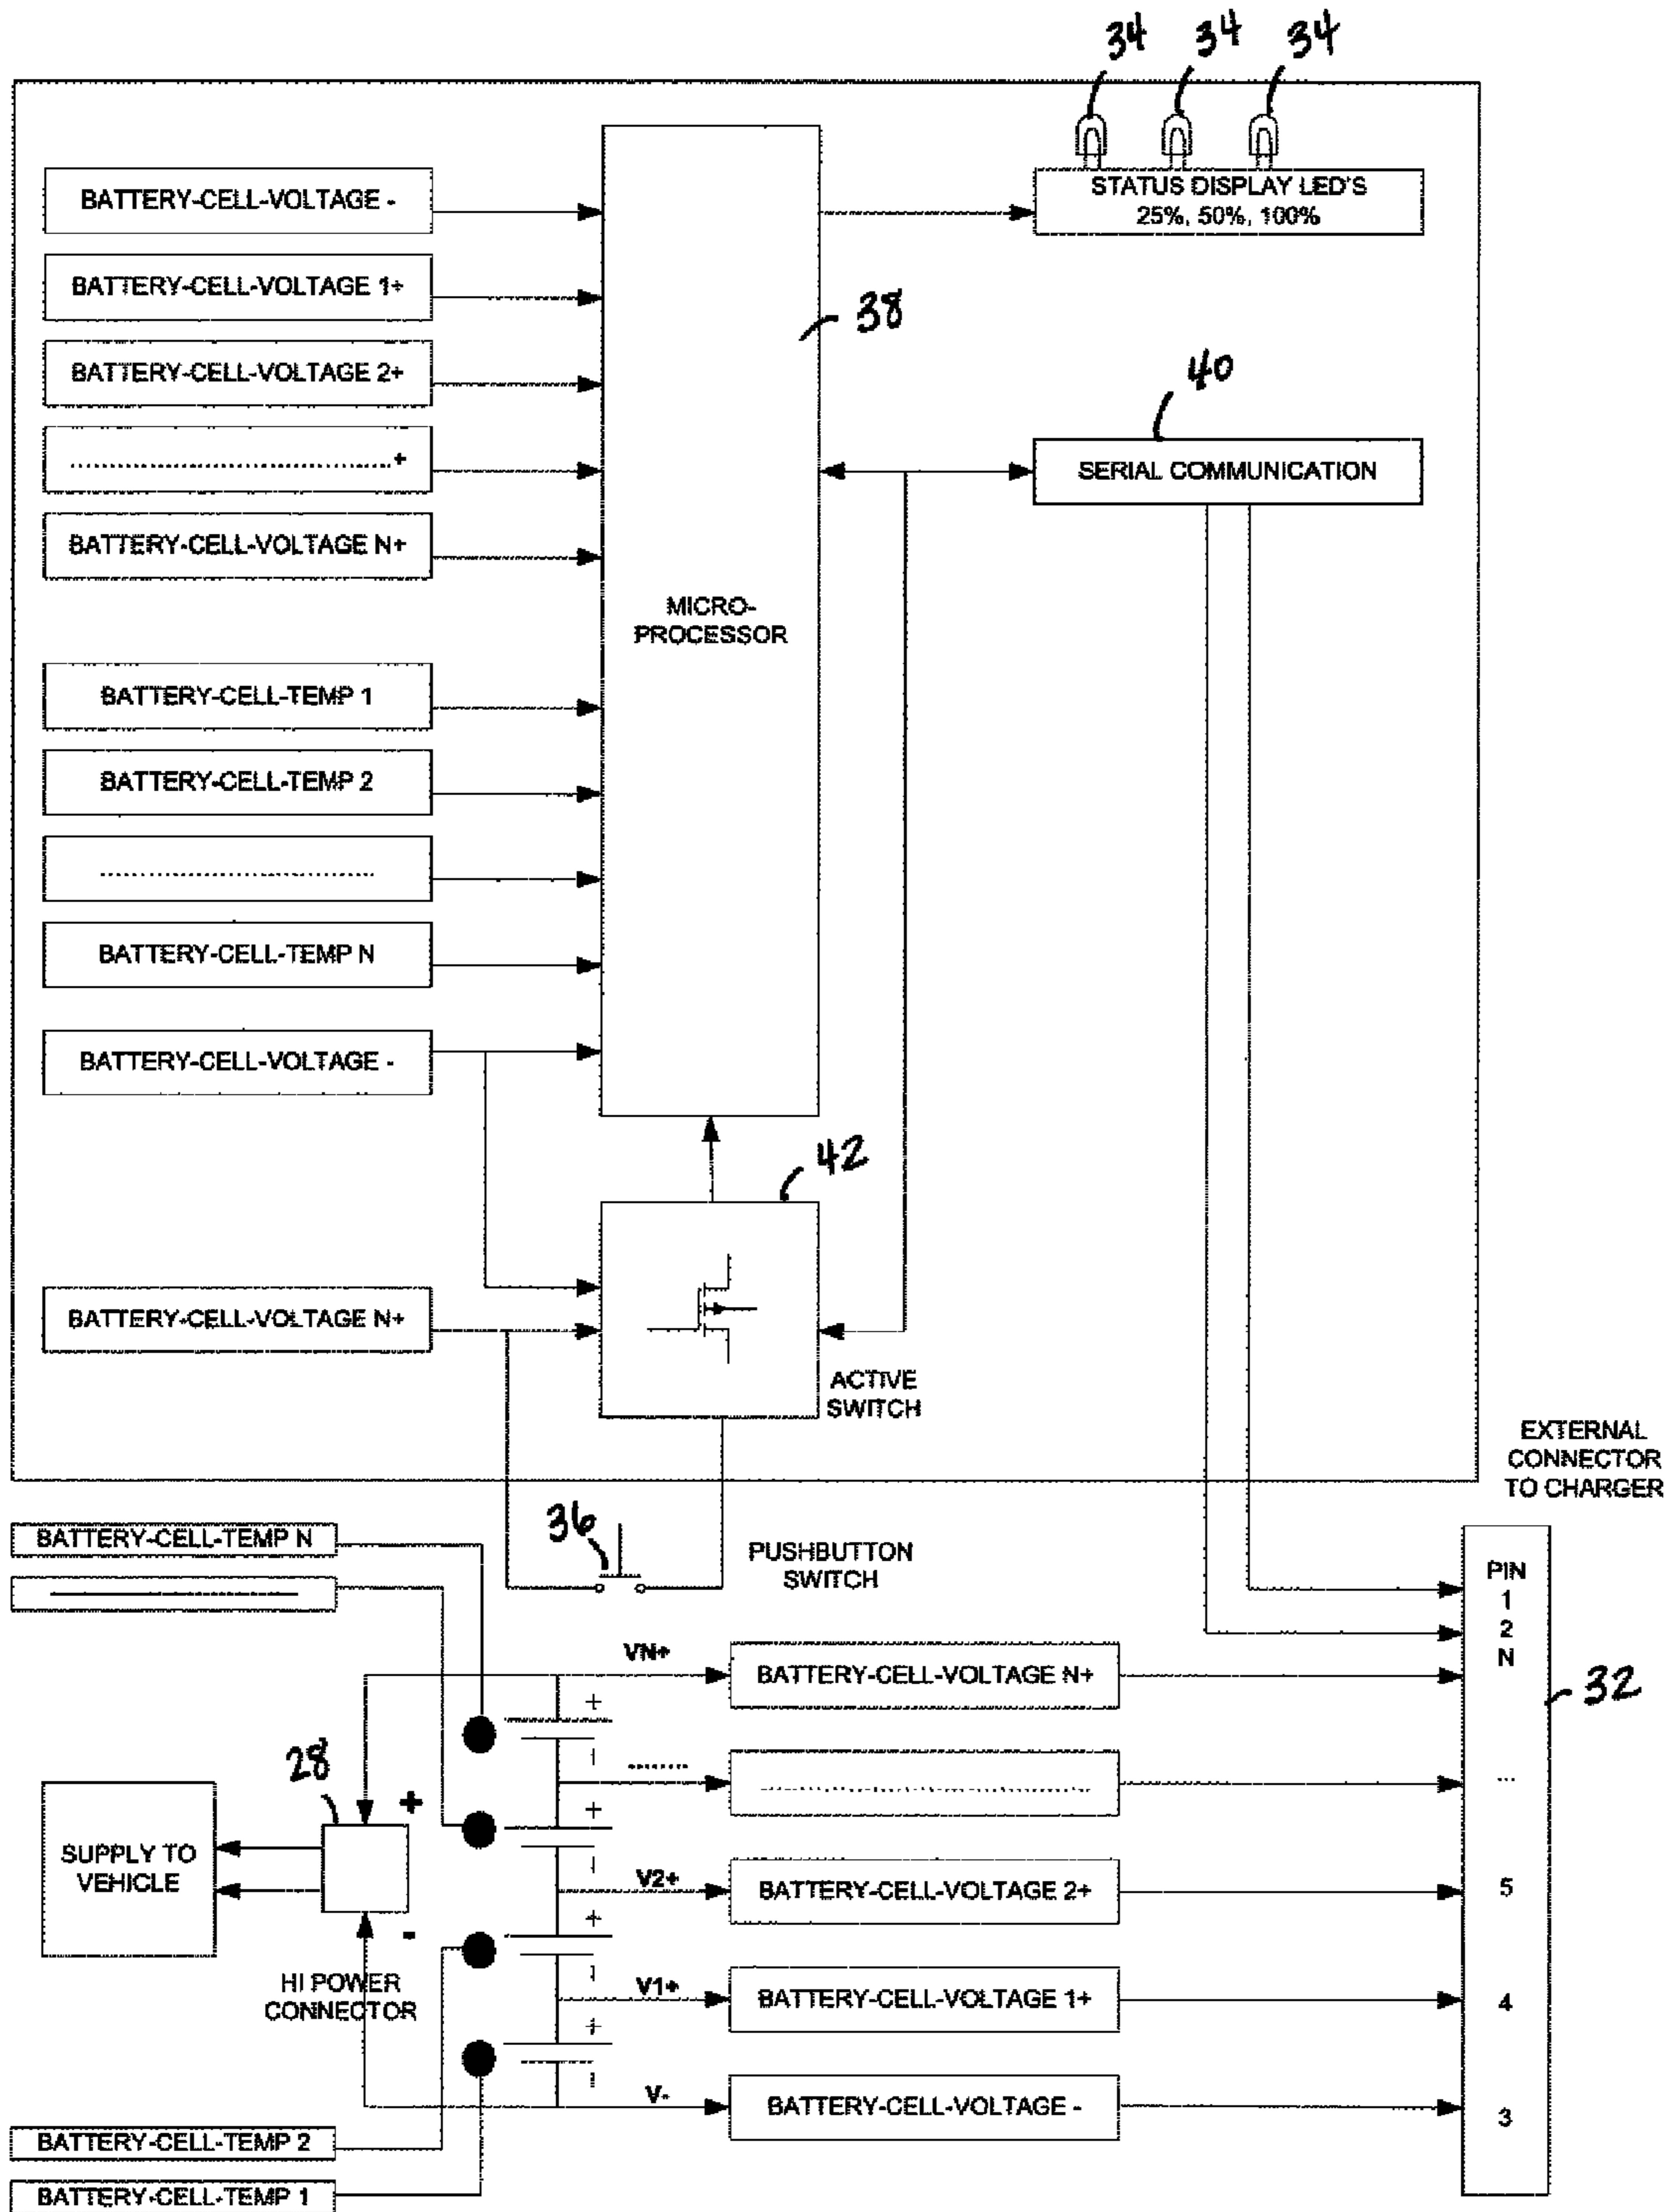 34 34 34
BATTERY-CELL-VOLTAGE -
STATUS DISPLAY LED'S
25%, 50%, 100%
BATTERY-CELL-VOLTAGE 1+
38
BATTERY-CELL-VOLTAGE 2+
40
....................................+
SERIAL COMMUNICATION
BATTERY-CELL-VOLTAGE N+
MICRO-
PROCESSOR
BATTERY-CELL-TEMP 1
BATTERY-CELL-TEMP 2
....................................
BATTERY-CELL-TEMP N
BATTERY-CELL-VOLTAGE -
42
BATTERY-CELL-VOLTAGE N+
ACTIVE
SWITCH
EXTERNAL
CONNECTOR
TO CHARGER
BATTERY-CELL-TEMP N
36
PUSHBUTTON
SWITCH
PIN
1
2
N
VN+
BATTERY-CELL-VOLTAGE N+
32
+
-
28
........
....................................
...
+
+
-
SUPPLY TO
VEHICLE
V2+
BATTERY-CELL-VOLTAGE 2+
5
+
-
-
HI POWER
CONNECTOR
V1+
BATTERY-CELL-VOLTAGE 1+
4
+
-
V-
BATTERY-CELL-VOLTAGE -
3
BATTERY-CELL-TEMP 2
BATTERY-CELL-TEMP 1